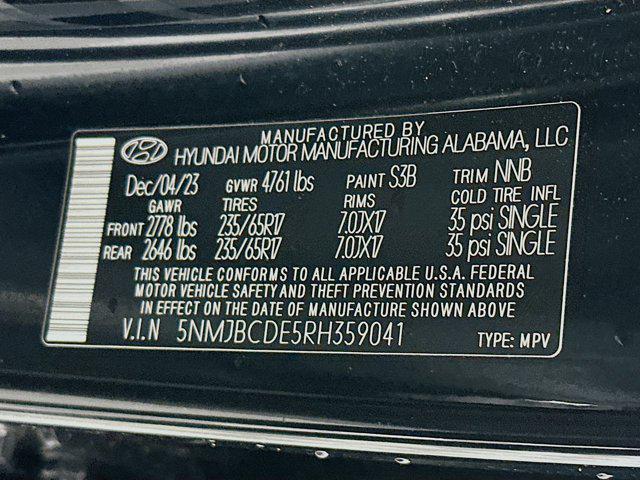 MANUFACTURED BY
HYUNDAI MOTOR MANUFACTURING ALABAMA, LLC
Dec/04/23 GVWR 4761 lbs PAINT S3B TRIM NNB
GAWR TIRES RIMS COLD TIRE INFL
FRONT 2778 lbs 235/65R17 7.0JX17 35 psi SINGLE
REAR 2646 lbs 235/65R17 7.0JX17 35 psi SINGLE
THIS VEHICLE CONFORMS TO ALL APPLICABLE U.S.A. FEDERAL
MOTOR VEHICLE SAFETY AND THEFT PREVENTION STANDARDS
IN EFFECT ON THE DATE OF MANUFACTURE SHOWN ABOVE
V.I.N 5NMJBCDE5RH359041 TYPE: MPV